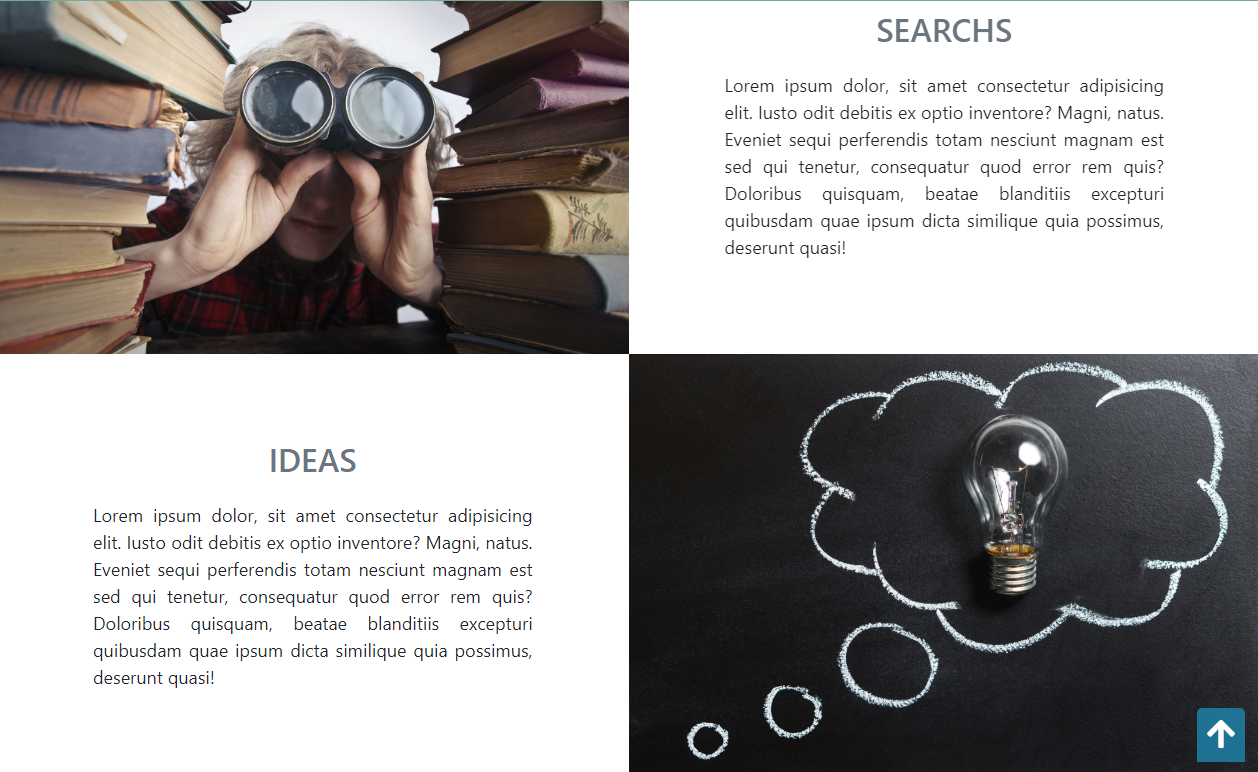 SEARCHS
Lorem ipsum dolor, sit amet consectetur adipisicing
elit. Iusto odit debitis ex optio inventore? Magni, natus.
Eveniet sequi perferendis totam nesciunt magnam est
sed qui tenetur, consequatur quod error rem quis?
Doloribus quisquam, beatae blanditiis excepturi
quibusdam quae ipsum dicta similique quia possimus,
deserunt quasi!
IDEAS
Lorem ipsum dolor, sit amet consectetur adipisicing
elit. Iusto odit debitis ex optio inventore? Magni, natus.
Eveniet sequi perferendis totam nesciunt magnam est
sed qui tenetur, consequatur quod error rem quis?
Doloribus quisquam, beatae blanditiis excepturi
quibusdam quae ipsum dicta similique quia possimus,
deserunt quasi!